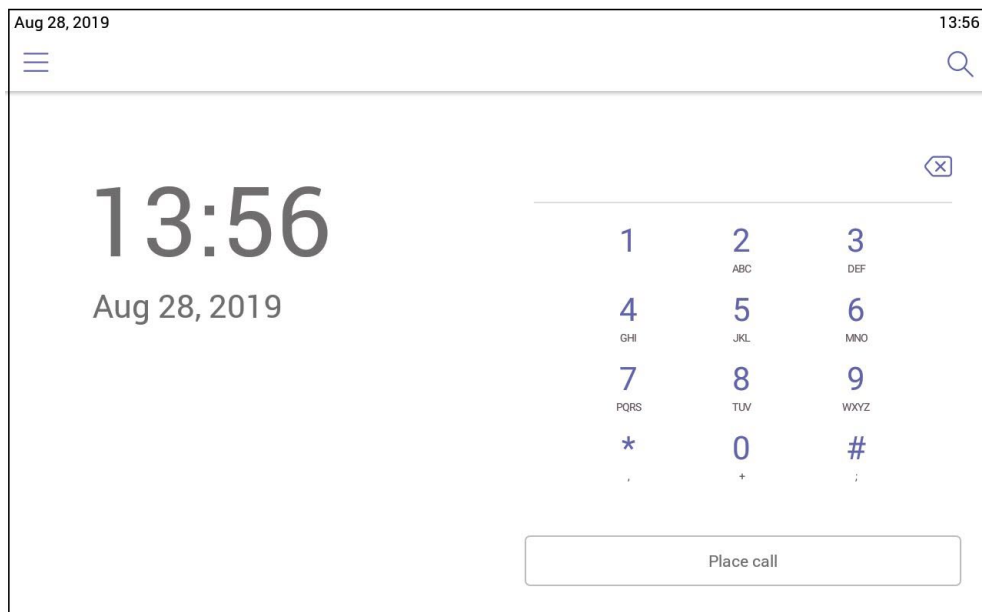 Aug 28, 2019 13:56
13:56
Aug 28, 2019
1 2 3
ABC DEF
4 5 6
GHI JKL MNO
7 8 9
PQRS TUV WXYZ
* 0 #
, + ;
Place call